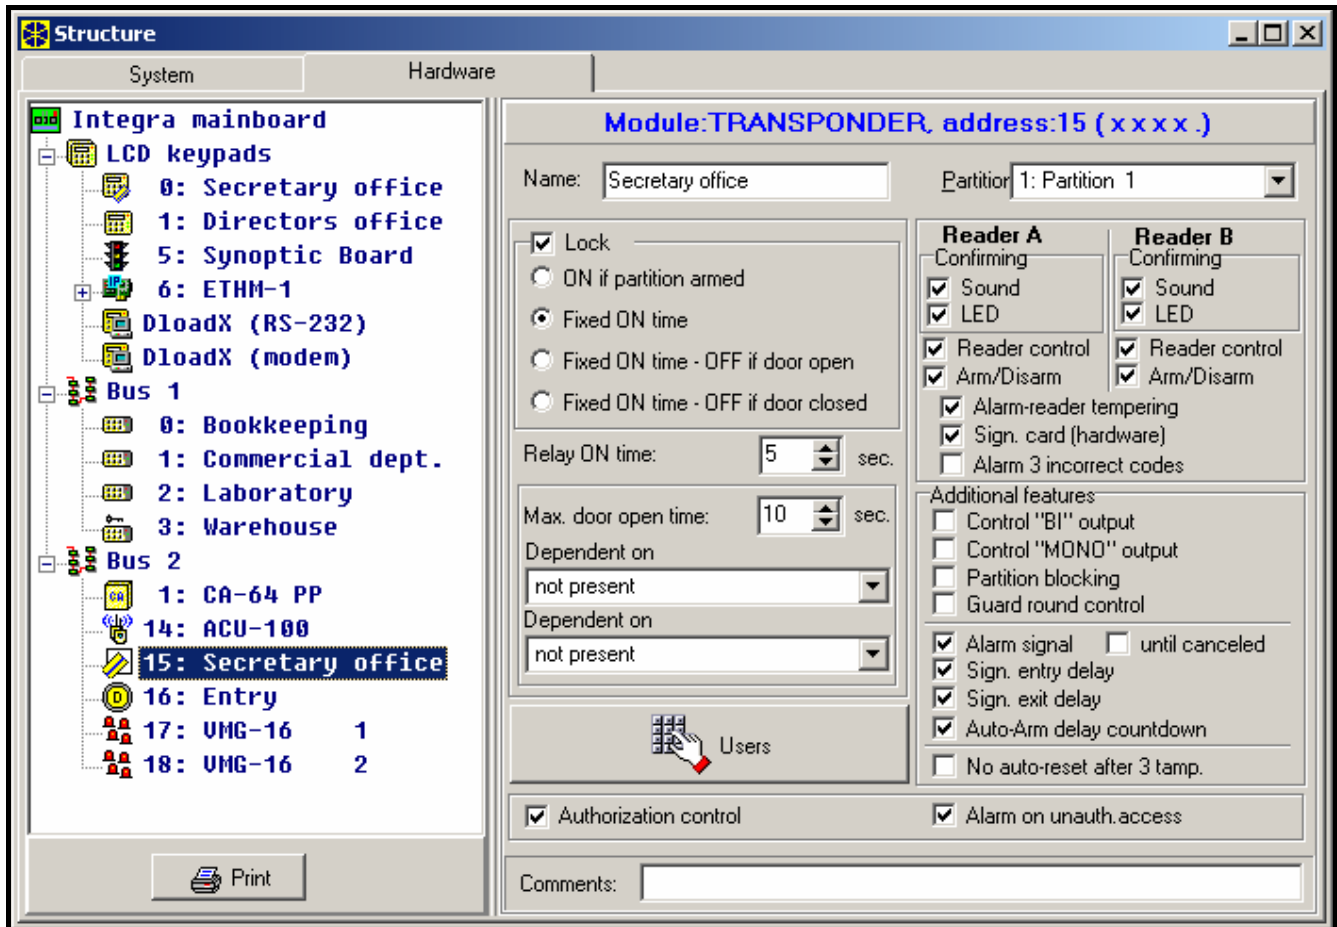 Structure
System
Hardware
Integra mainboard
LCD keypads
0: Secretary office
1: Directors office
5: Synoptic Board
6: ETHM-1
DloadX (RS-232)
DloadX (modem)
Bus 1
0: Bookkeeping
1: Commercial dept.
2: Laboratory
3: Warehouse
Bus 2
1: CA-64 PP
14: ACU-100
15: Secretary office
16: Entry
17: VMG-16 1
18: VMG-16 2
Print
Module:TRANSPONDER, address:15 ( x x x x .)
Name: Secretary office
Partition 1: Partition 1
Lock
ON if partition armed
Fixed ON time
Fixed ON time - OFF if door open
Fixed ON time - OFF if door closed
Relay ON time: 5 sec.
Max. door open time: 10 sec.
Dependent on
not present
Dependent on
not present
Users
Reader A
Confirming
Sound
LED
Reader control
Arm/Disarm
Reader B
Confirming
Sound
LED
Reader control
Arm/Disarm
Alarm-reader tempering
Sign. card (hardware)
Alarm 3 incorrect codes
Additional features
Control "BI" output
Control "MONO" output
Partition blocking
Guard round control
Alarm signal until canceled
Sign. entry delay
Sign. exit delay
Auto-Arm delay countdown
No auto-reset after 3 tamp.
Authorization control
Alarm on unauth.access
Comments: